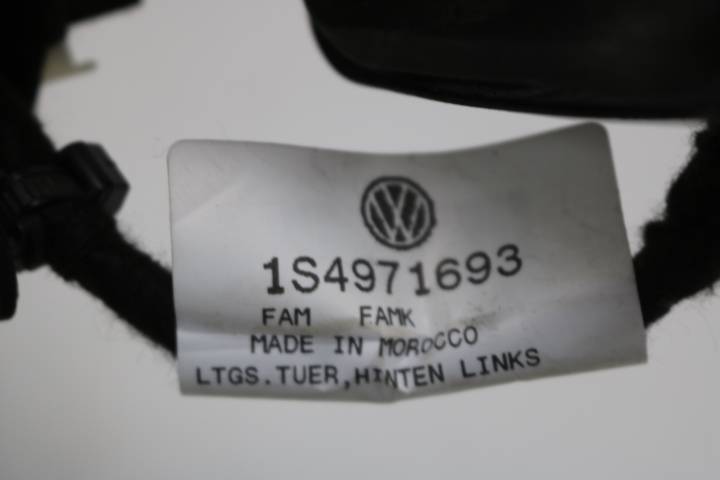 1S4971693
FAM FAMK
MADE IN MOROCCO
LTGS.TUER,HINTEN LINKS